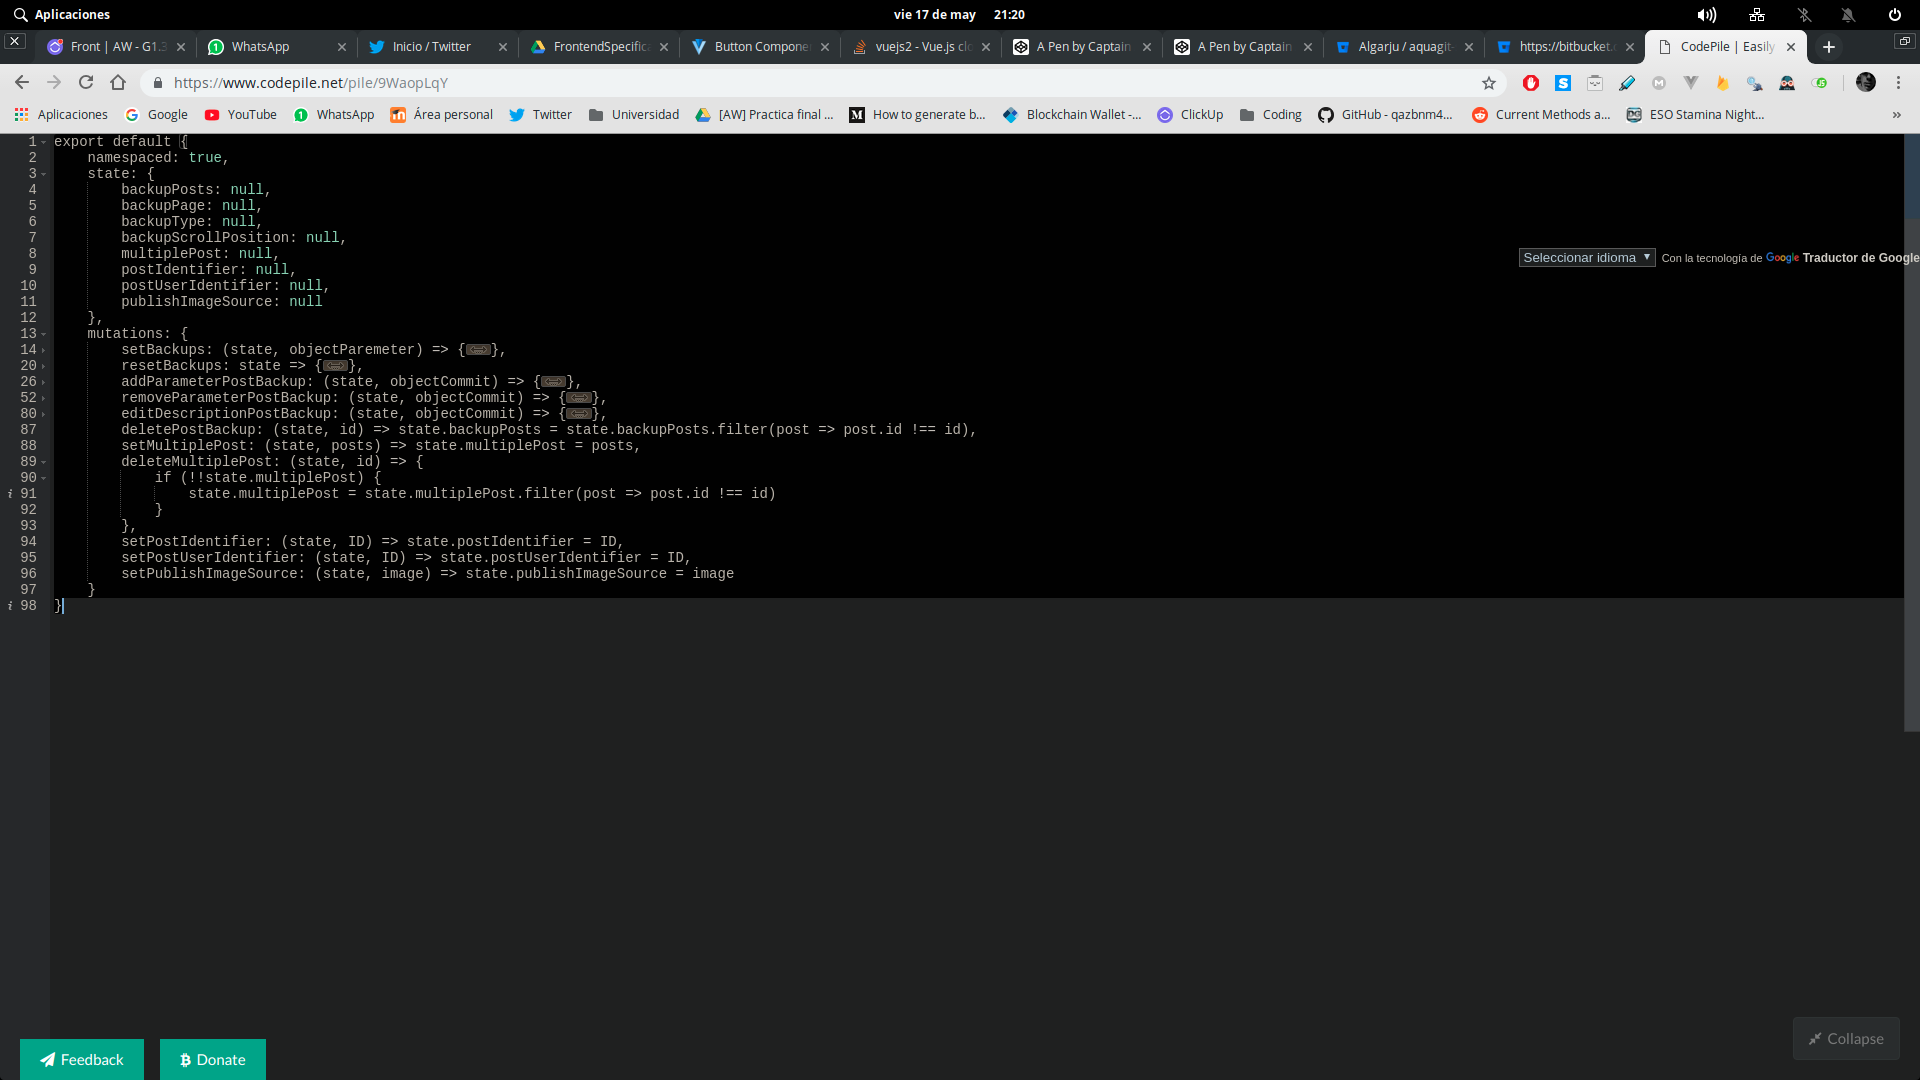 Aplicaciones
vie 17 de may 21:20
Front | AW - G1.3
WhatsApp
Inicio / Twitter
FrontendSpecific
Button Compone
vuejs2 - Vue.js clo
A Pen by Captain
A Pen by Captain
Algarju / aquagit-
https://bitbucket.
CodePile | Easily
https://www.codepile.net/pile/9WaopLqY
Aplicaciones
Google
YouTube
WhatsApp
Área personal
Twitter
Universidad
[AW] Practica final ...
How to generate b...
Blockchain Wallet -...
ClickUp
Coding
GitHub - qazbnm4...
Current Methods a...
ESO Stamina Night...
»
1 export default {
2     namespaced: true,
3     state: {
4         backupPosts: null,
5         backupPage: null,
6         backupType: null,
7         backupScrollPosition: null,
8         multiplePost: null,
9         postIdentifier: null,
10         postUserIdentifier: null,
11         publishImageSource: null
12     },
13     mutations: {
14         setBackups: (state, objectParemeter) => {},
20         resetBackups: state => {},
26         addParameterPostBackup: (state, objectCommit) => {},
52         removeParameterPostBackup: (state, objectCommit) => {},
80         editDescriptionPostBackup: (state, objectCommit) => {},
87         deletePostBackup: (state, id) => state.backupPosts = state.backupPosts.filter(post => post.id !== id),
88         setMultiplePost: (state, posts) => state.multiplePost = posts,
89         deleteMultiplePost: (state, id) => {
90             if (!!state.multiplePost) {
91                 state.multiplePost = state.multiplePost.filter(post => post.id !== id)
92             }
93         },
94         setPostIdentifier: (state, ID) => state.postIdentifier = ID,
95         setPostUserIdentifier: (state, ID) => state.postUserIdentifier = ID,
96         setPublishImageSource: (state, image) => state.publishImageSource = image
97     }
98 }
Seleccionar idioma
Con la tecnología de Google Traductor de Google
Collapse
Feedback
Donate